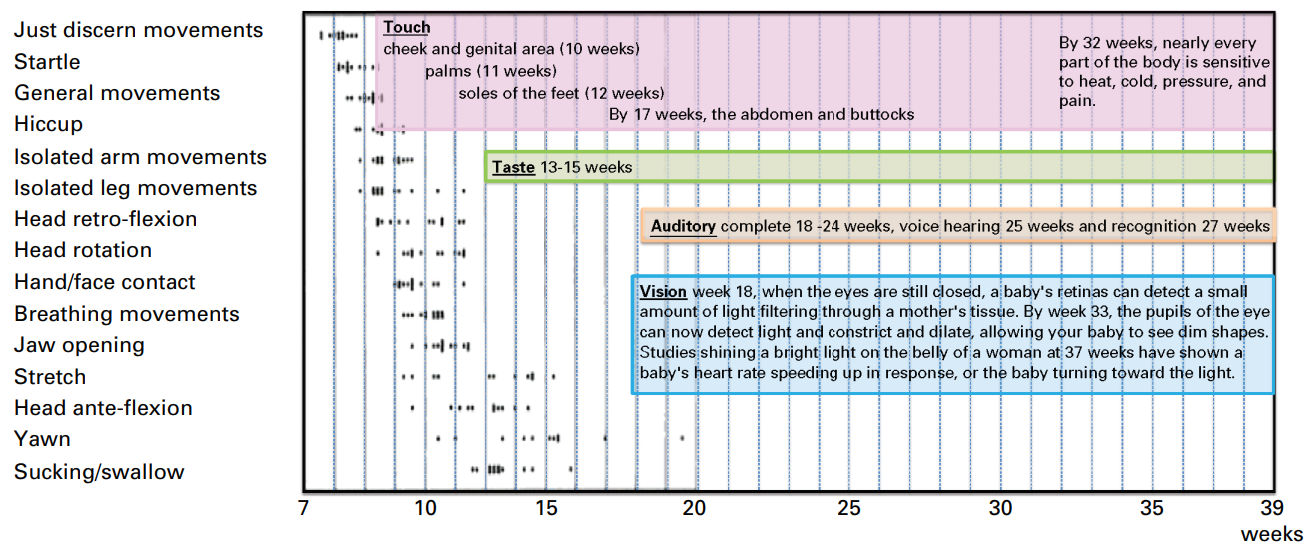 Just discern movements
Startle
General movements
Hiccup
Isolated arm movements
Isolated leg movements
Head retro-flexion
Head rotation
Hand/face contact
Breathing movements
Jaw opening
Stretch
Head ante-flexion
Yawn
Sucking/swallow
Touch
cheek and genital area (10 weeks)
palms (11 weeks)
soles of the feet (12 weeks)
By 17 weeks, the abdomen and buttocks
By 32 weeks, nearly every
part of the body is sensitive
to heat, cold, pressure, and
pain.
Taste 13-15 weeks
Auditory complete 18 -24 weeks, voice hearing 25 weeks and recognition 27 weeks
Vision week 18, when the eyes are still closed, a baby's retinas can detect a small
amount of light filtering through a mother's tissue. By week 33, the pupils of the eye
can now detect light and constrict and dilate, allowing your baby to see dim shapes.
Studies shining a bright light on the belly of a woman at 37 weeks have shown a
baby's heart rate speeding up in response, or the baby turning toward the light.
7 10 15 20 25 30 35 39
weeks